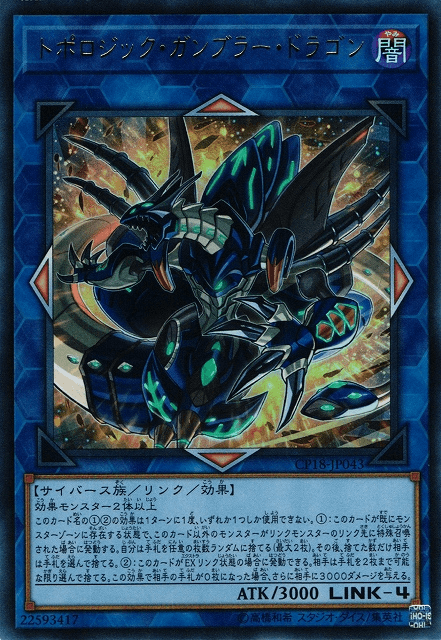 トポロジック・ガンブラー・ドラゴン
闇
CP18-JP043
【サイバース族／リンク／効果】
効果モンスター2体以上
このカード名の①②の効果は1ターンに1度、いずれか1つしか使用できない。①：このカードが既にモン
スターゾーンに存在する状態で、このカード以外のモンスターがリンクモンスターのリンク先に特殊召喚
された場合に発動する。自分は手札を任意の枚数ランダムに捨てる(最大2枚)。その後、捨てた数だけ相手
は手札を選んで捨てる。②：このカードがEXリンク状態の場合に発動できる。相手は手札を2枚まで可能
な限り選んで捨てる。この効果で相手の手札が0枚になった場合、さらに相手に3000ダメージを与える。
ATK/3000 LINK-4
22593417
©高橋和希 スタジオ・ダイス/集英社